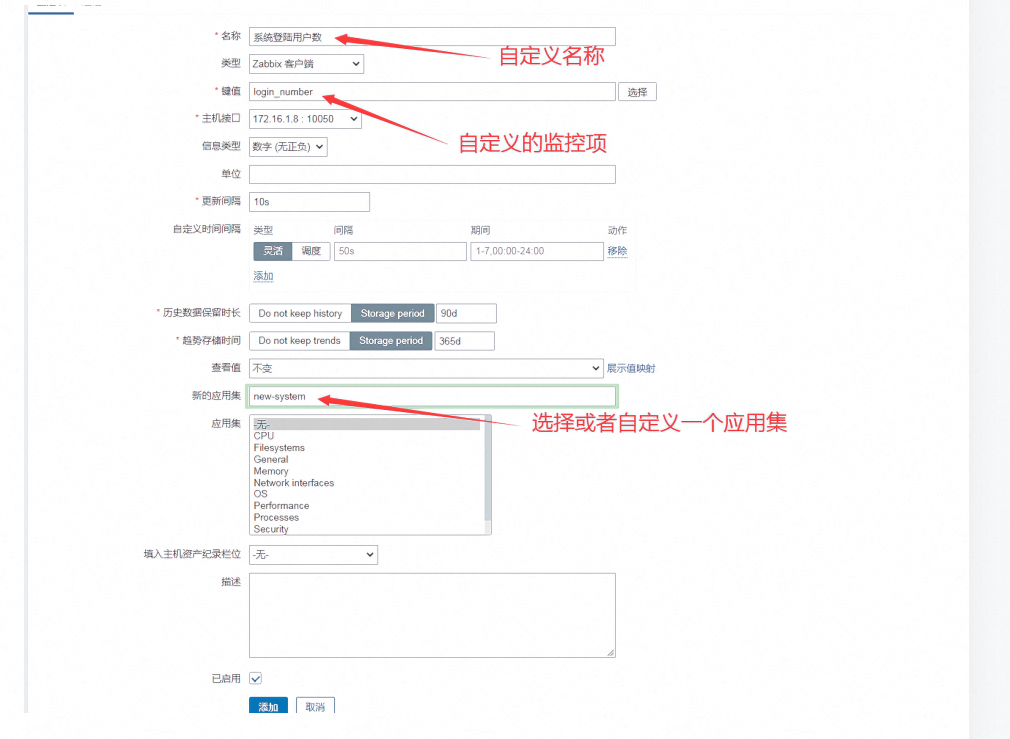 * 名称 系统登陆用户数
自定义名称
类型 Zabbix 客户端
* 键值 login_number 选择
* 主机接口 172.16.1.8 : 10050
自定义的监控项
信息类型 数字 (无正负)
单位
* 更新间隔 10s
自定义时间间隔 类型 间隔 期间 动作
灵活 调度 50s 1-7,00:00-24:00 移除
添加
* 历史数据保留时长 Do not keep history Storage period 90d
* 趋势存储时间 Do not keep trends Storage period 365d
查看值 不变 展示值映射
新的应用集 new-system
选择或者自定义一个应用集
应用集 -无-
CPU
Filesystems
General
Memory
Network interfaces
OS
Performance
Processes
Security
填入主机资产纪录栏位 -无-
描述
已启用
添加 取消